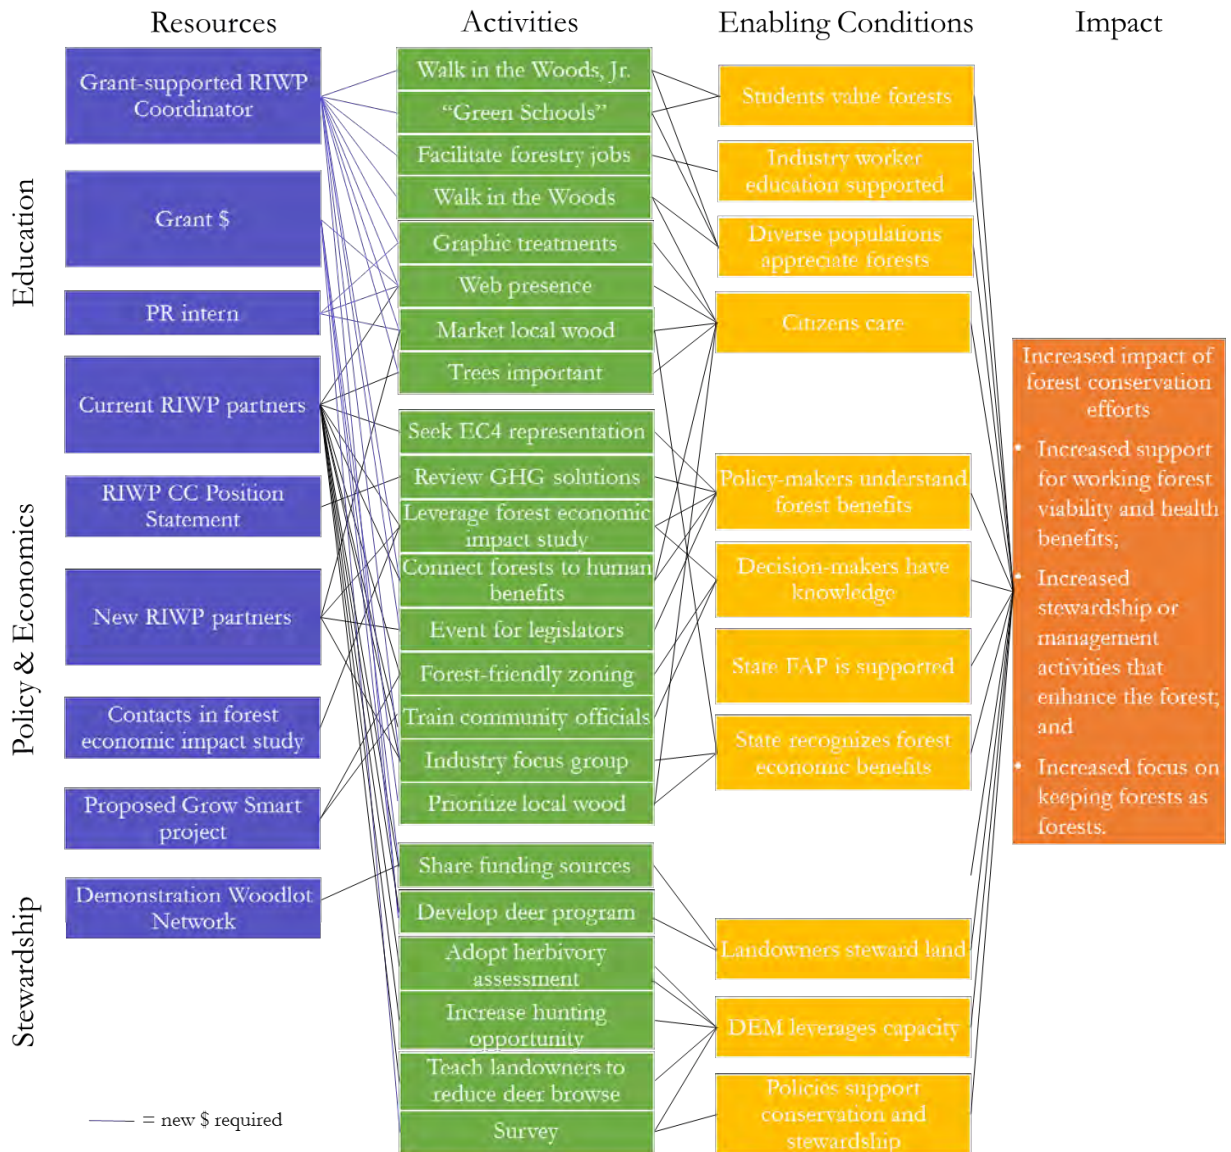 Resources
Activities
Enabling Conditions
Impact
Education
Policy & Economics
Stewardship
Grant-supported RIWP
Coordinator
Grant $
PR intern
Current RIWP partners
RIWP CC Position
Statement
New RIWP partners
Contacts in forest
economic impact study
Proposed Grow Smart
project
Demonstration Woodlot
Network
Walk in the Woods, Jr.
“Green Schools”
Facilitate forestry jobs
Walk in the Woods
Graphic treatments
Web presence
Market local wood
Trees important
Seek EC4 representation
Review GHG solutions
Leverage forest economic
impact study
Connect forests to human
benefits
Event for legislators
Forest-friendly zoning
Train community officials
Industry focus group
Prioritize local wood
Share funding sources
Develop deer program
Adopt herbivory
assessment
Increase hunting
opportunity
Teach landowners to
reduce deer browse
Survey
Students value forests
Industry worker
education supported
Diverse populations
appreciate forests
Citizens care
Policy-makers understand
forest benefits
Decision-makers have
knowledge
State FAP is supported
State recognizes forest
economic benefits
Landowners steward land
DEM leverages capacity
Policies support
conservation and
stewardship
Increased impact of
forest conservation
efforts
• Increased support
for working forest
viability and health
benefits;
• Increased
stewardship or
management
activities that
enhance the forest;
and
• Increased focus on
keeping forests as
forests.
= new $ required